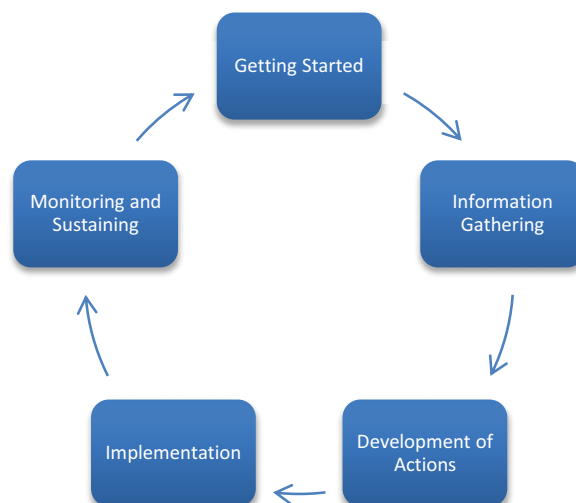 Getting Started
Information
Gathering
Development of
Actions
Implementation
Monitoring and
Sustaining